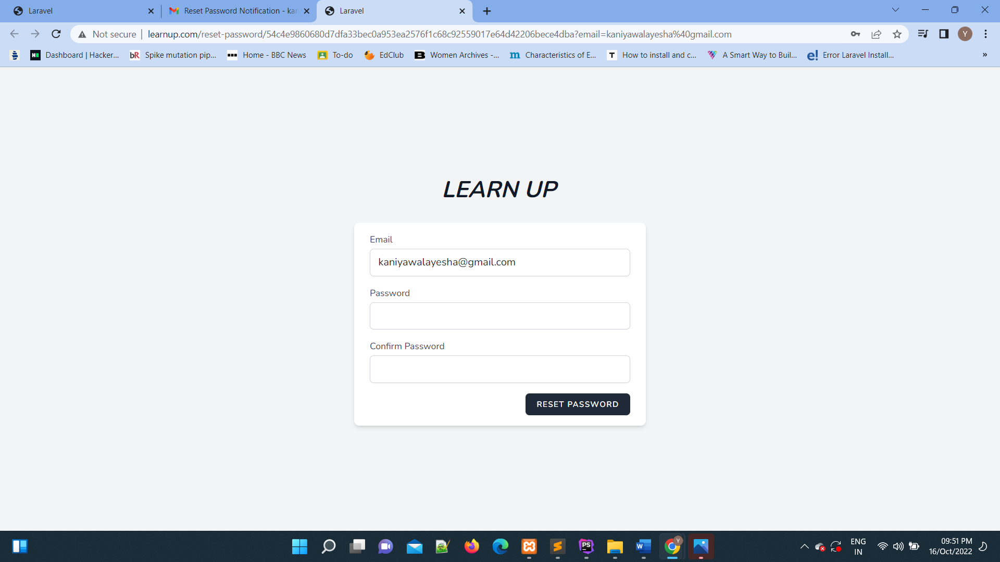 Laravel
Reset Password Notification - kan
Laravel
Not secure
learnup.com/reset-password/54c4e9860680d7dfa33bec0a953ea2576f1c68c92559017e64d42206bece4dba?email=kaniyawalayesha%40gmail.com
Y
Dashboard | Hacker...
bR Spike mutation pip...
Home - BBC News
To-do
EdClub
B Women Archives -...
m Characteristics of E...
T How to install and c...
A Smart Way to Buil...
e! Error Laravel Install...
»
LEARN UP
Email
kaniyawalayesha@gmail.com
Password
Confirm Password
RESET PASSWORD
PS
W
Y
ENG
IN
09:51 PM
16/Oct/2022